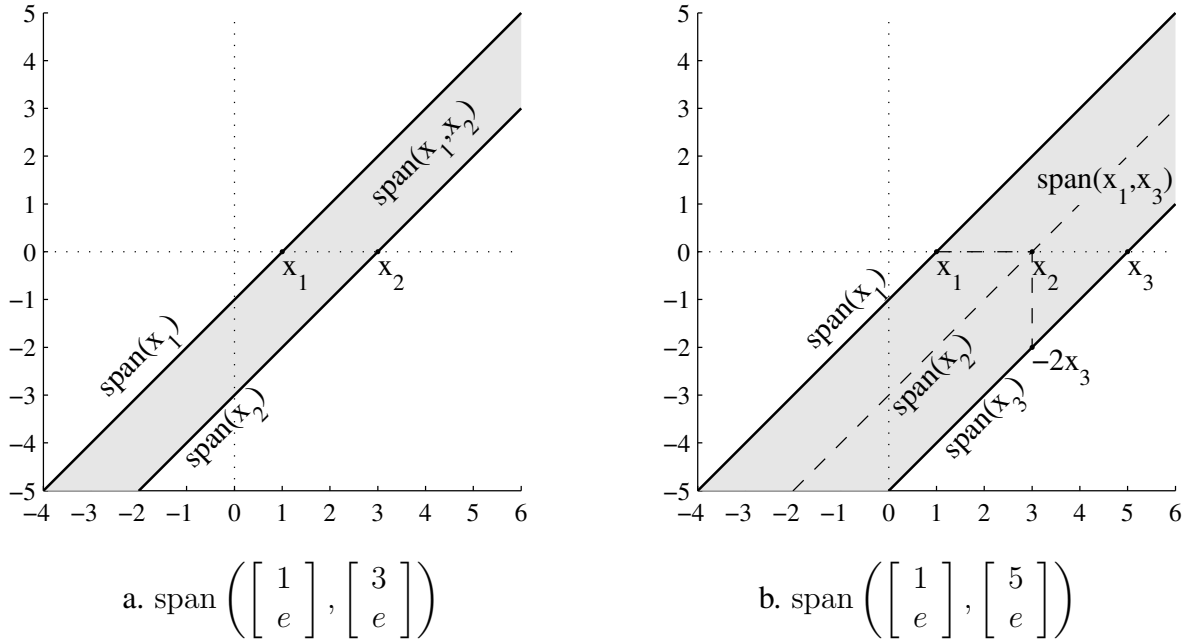 5
4
3
2
1
0
−1
−2
−3
−4
−5
−4 −3 −2 −1 0 1 2 3 4 5 6
span(x₁,x₂)
x₁
x₂
span(x₁)
span(x₂)
a. span ([ 1 e ] , [ 3 e ])
5
4
3
2
1
0
−1
−2
−3
−4
−5
−4 −3 −2 −1 0 1 2 3 4 5 6
span(x₁,x₃)
x₁
x₂
x₃
span(x₁)
span(x₂)
−2x₃
span(x₃)
b. span ([ 1 e ] , [ 5 e ])